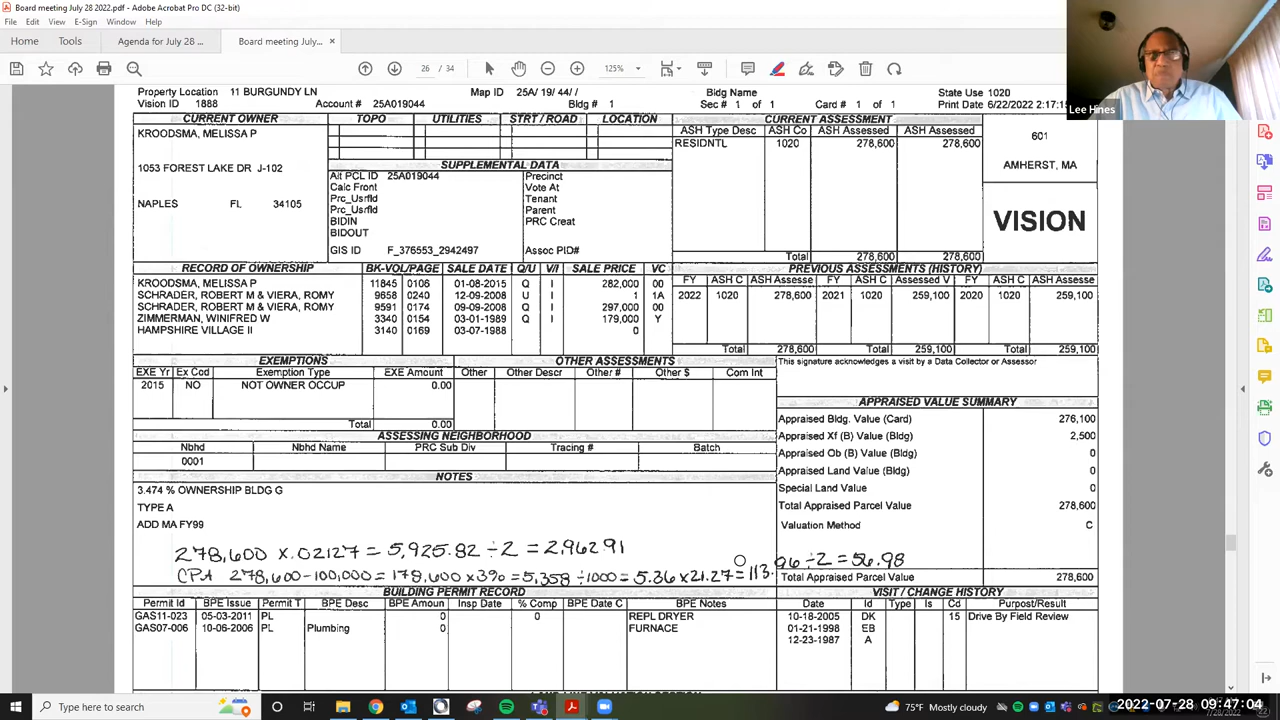 Board meeting July 28 2022.pdf - Adobe Acrobat Pro DC (32-bit)
File Edit View E-Sign Window Help
Home Tools Agenda for July 28 ... Board meeting July... ×
26 / 34 125%
Lee Hines
Property Location 11 BURGUNDY LN Map ID 25A/ 19/ 44/ / Bldg Name State Use 1020
Vision ID 1888 Account # 25A019044 Bldg # 1 Sec # 1 of 1 Card # 1 of 1 Print Date 6/22/2022 2:17:1
CURRENT OWNER TOPO UTILITIES STRT / ROAD LOCATION CURRENT ASSESSMENT
KROODSMA, MELISSA P
1053 FOREST LAKE DR J-102
NAPLES FL 34105
SUPPLEMENTAL DATA
Alt PCL ID 25A019044 Precinct
Calc Front Vote At
Prc_Usrfld Tenant
Prc_Usrfld Parent
BIDIN PRC Creat
BIDOUT
GIS ID F_376553_2942497 Assoc PID#
ASH Type Desc ASH Co ASH Assessed ASH Assessed
RESIDNTL 1020 278,600 278,600
Total 278,600 278,600
601
AMHERST, MA
VISION
RECORD OF OWNERSHIP BK-VOL/PAGE SALE DATE Q/U V/I SALE PRICE VC
KROODSMA, MELISSA P 11845 0106 01-08-2015 Q I 282,000 00
SCHRADER, ROBERT M & VIERA, ROMY 9658 0240 12-09-2008 U I 1 1A
SCHRADER, ROBERT M & VIERA, ROMY 9591 0174 09-09-2008 Q I 297,000 00
ZIMMERMAN, WINIFRED W 3340 0154 03-01-1989 Q I 179,000 Y
HAMPSHIRE VILLAGE II 3140 0169 03-07-1988 0
PREVIOUS ASSESSMENTS (HISTORY)
FY ASH C ASH Assesse FY ASH C Assessed V FY ASH C ASH Assesse
2022 1020 278,600 2021 1020 259,100 2020 1020 259,100
Total 278,600 Total 259,100 Total 259,100
EXEMPTIONS OTHER ASSESSMENTS
EXE Yr Ex Cod Exemption Type EXE Amount Other Other Descr Other # Other $ Com Int
2015 NO NOT OWNER OCCUP 0.00
Total 0.00
This signature acknowledges a visit by a Data Collector or Assessor
ASSESSING NEIGHBORHOOD
Nbhd Nbhd Name PRC Sub Div Tracing # Batch
0001
APPRAISED VALUE SUMMARY
Appraised Bldg. Value (Card) 276,100
Appraised Xf (B) Value (Bldg) 2,500
Appraised Ob (B) Value (Bldg) 0
Appraised Land Value (Bldg) 0
Special Land Value 0
Total Appraised Parcel Value 278,600
Valuation Method C
Total Appraised Parcel Value 278,600
NOTES
3.474 % OWNERSHIP BLDG G
TYPE A
ADD MA FY99
278,600 X.02127 = 5,925.82 ÷ 2 = 2,962.91
CPA 278,600-100,000 = 178,600 x 3% = 5,358 ÷ 1000 = 5.36 x 21.27 = 113.96 ÷ 2 = 56.98
BUILDING PERMIT RECORD VISIT / CHANGE HISTORY
Permit Id BPE Issue Permit T BPE Desc BPE Amount Insp Date % Comp BPE Date C BPE Notes Date Id Type Is Cd Purpost/Result
GAS11-023 05-03-2011 PL 0 0 REPL DRYER 10-18-2005 DK 15 Drive By Field Review
GAS07-006 10-06-2006 PL Plumbing 0 FURNACE 01-21-1998 EB
12-23-1987 A
Type here to search
75°F Mostly cloudy
2022-07-28 09:47:04